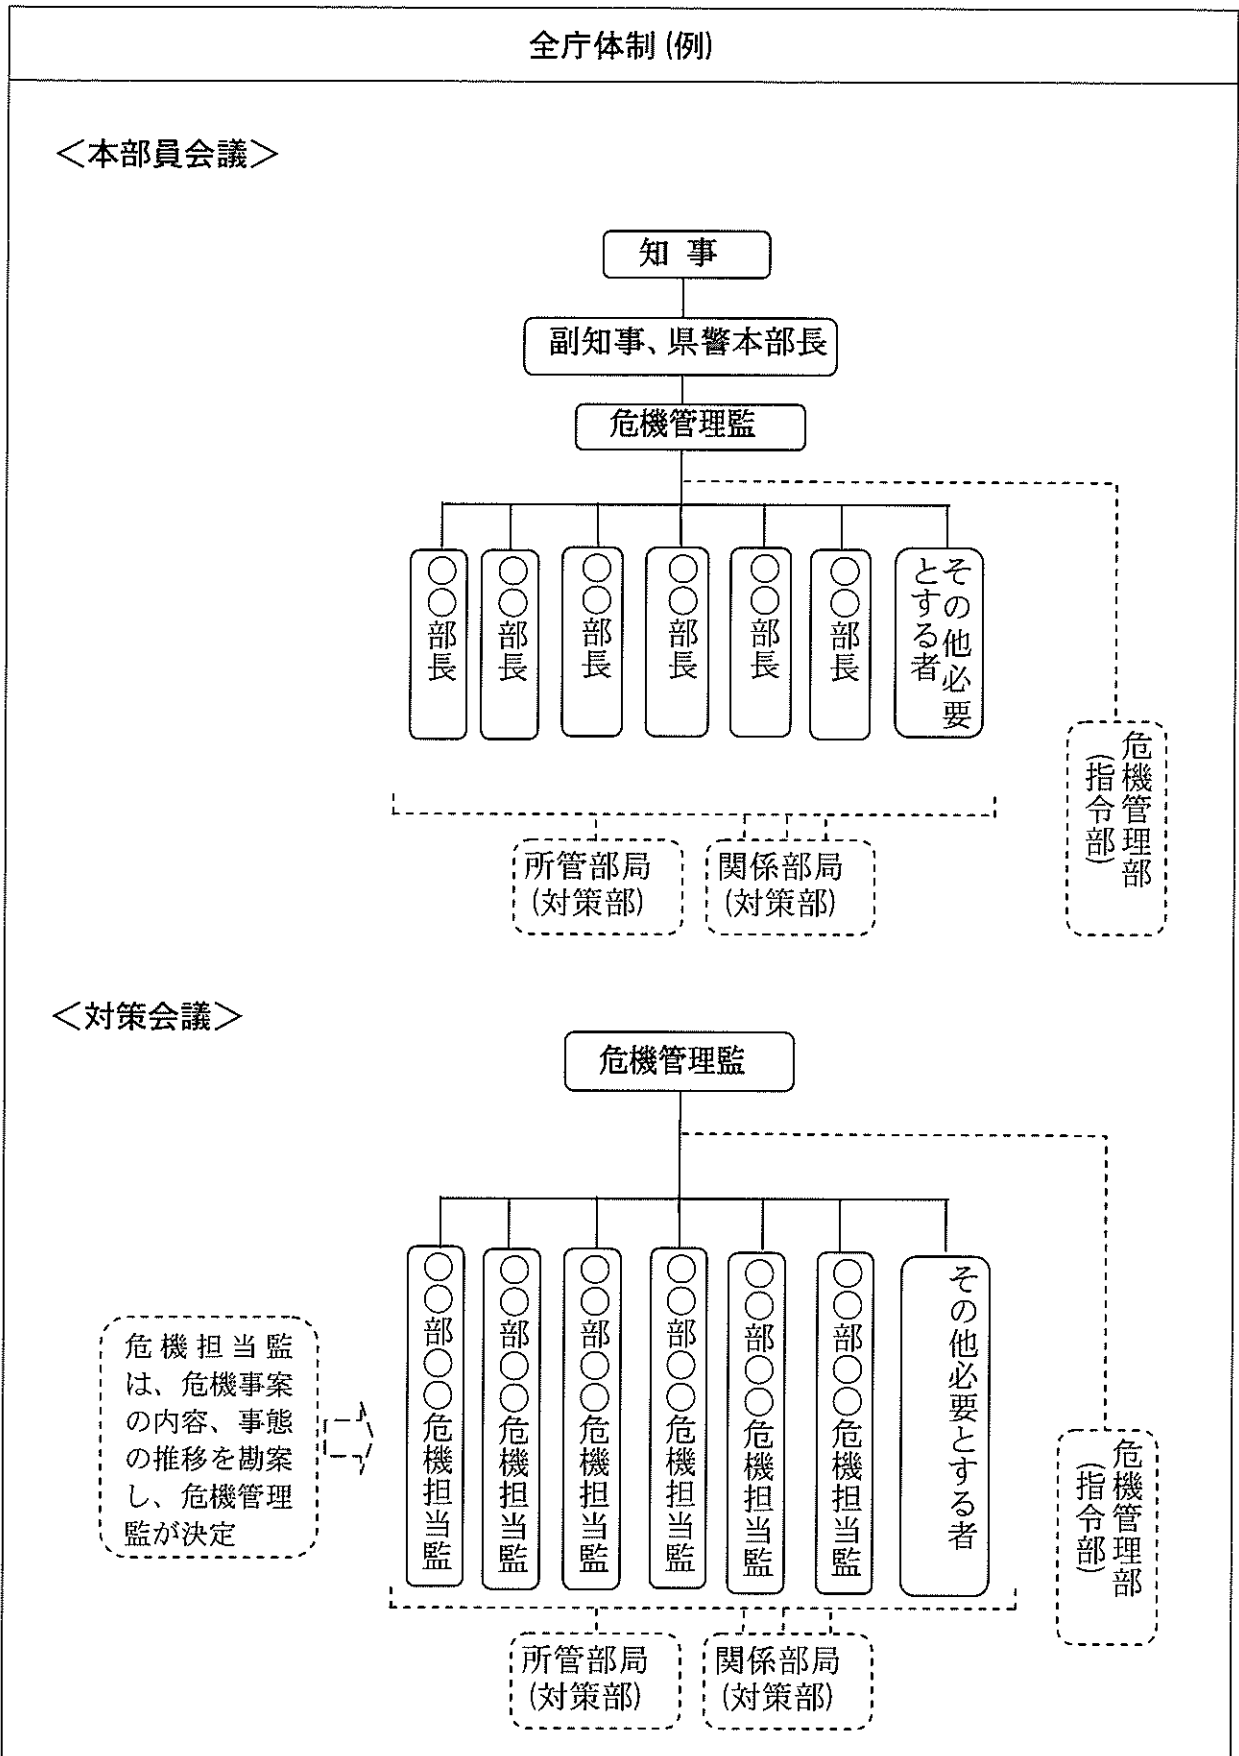 全庁体制(例)
＜本部員会議＞
知 事
副知事、県警本部長
危機管理監
○○部長
○○部長
○○部長
○○部長
○○部長
○○部長
その他必要
とする者
危機管理部
(指令部)
所管部局
(対策部)
関係部局
(対策部)
＜対策会議＞
危機管理監
危機担当監
は、危機事案
の内容、事態
の推移を勘案
し、危機管理
監が決定
○○部○○危機担当監
○○部○○危機担当監
○○部○○危機担当監
○○部○○危機担当監
○○部○○危機担当監
○○部○○危機担当監
その他必要とする者
危機管理部
(指令部)
所管部局
(対策部)
関係部局
(対策部)